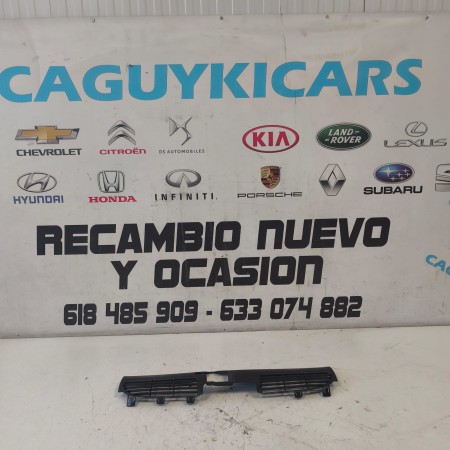 CAGUYKICARS
CHEVROLET CITROËN DS AUTOMOBILES KIA LAND-ROVER LEXUS
HYUNDAI HONDA INFINITI PORSCHE RENAULT SUBARU
RECAMBIO NUEVO
Y OCASION
618 485 909 - 633 074 882